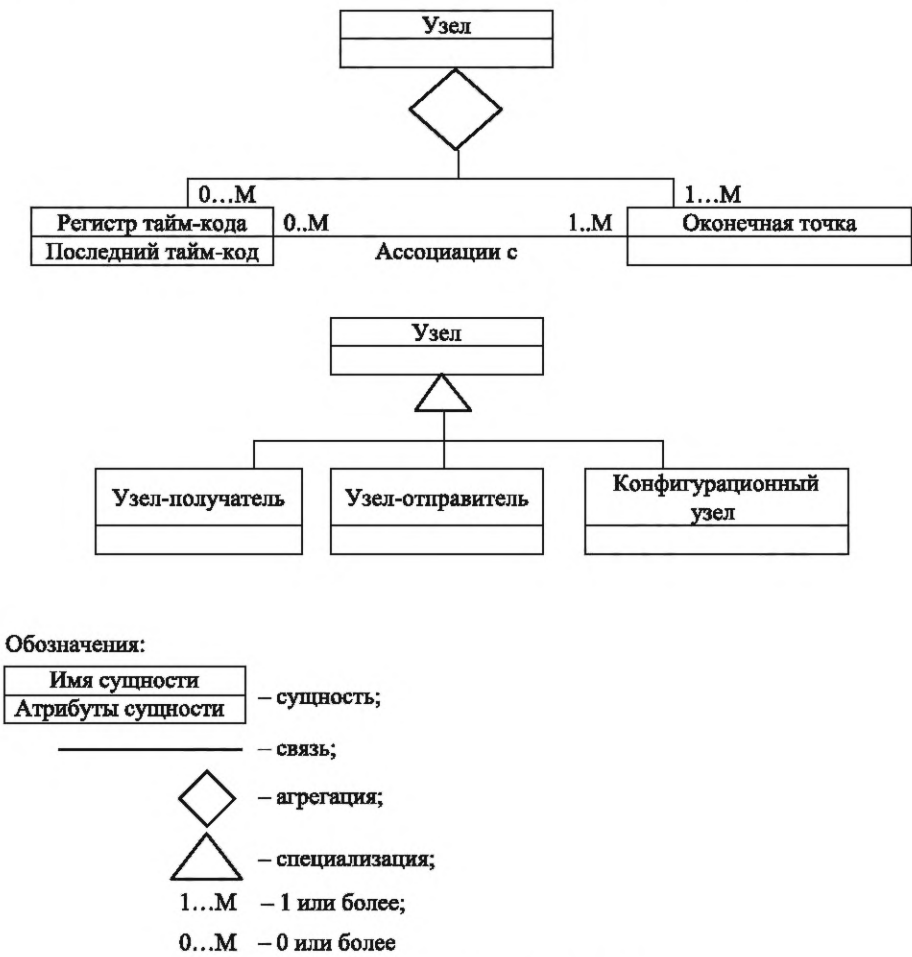 Узел
0...М
1...М
Регистр тайм-кода
0..М
1..М
Оконечная точка
Последний тайм-код
Ассоциации с
Узел
Узел-получатель
Узел-отправитель
Конфигурационный
узел
Обозначения:
Имя сущности
Атрибуты сущности
– сущность;
– связь;
– агрегация;
– специализация;
1...М – 1 или более;
0...М – 0 или более